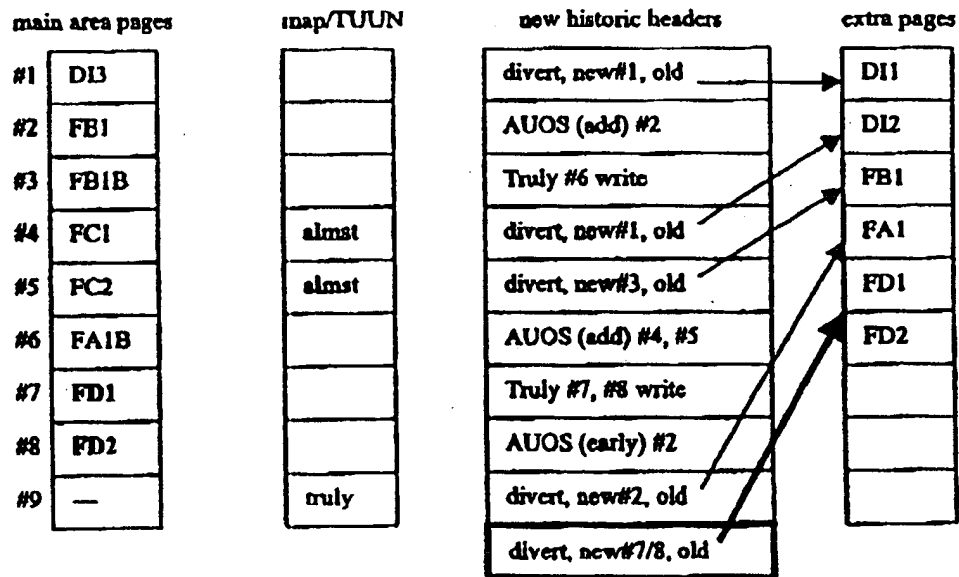 main area pages map/TUUN new historic headers extra pages
#1 DI3 divert, new#1, old DI1
#2 FB1 AUOS (add) #2 DI2
#3 FB1B Truly #6 write FB1
#4 FC1 almst divert, new#1, old FA1
#5 FC2 almst divert, new#3, old FD1
#6 FA1B AUOS (add) #4, #5 FD2
#7 FD1 Truly #7, #8 write
#8 FD2 AUOS (early) #2
#9 — truly divert, new#2, old
divert, new#7/8, old